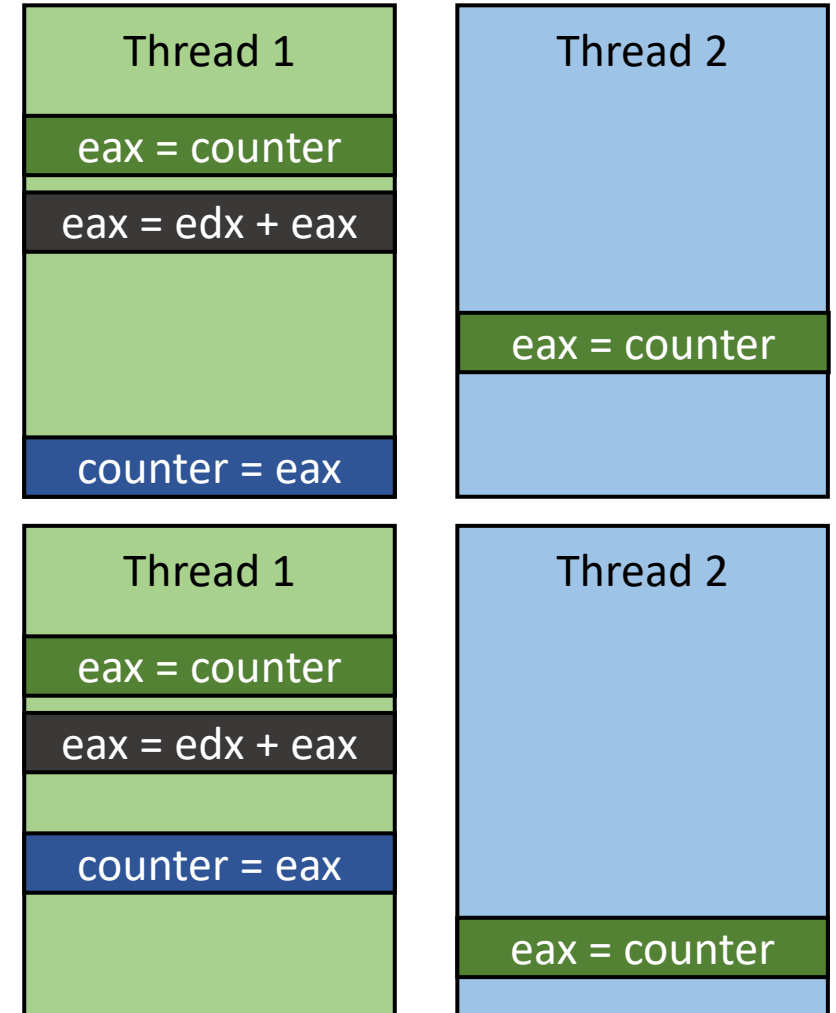 Thread 1
eax = counter
eax = edx + eax
counter = eax
Thread 2
eax = counter
Thread 1
eax = counter
eax = edx + eax
counter = eax
Thread 2
eax = counter